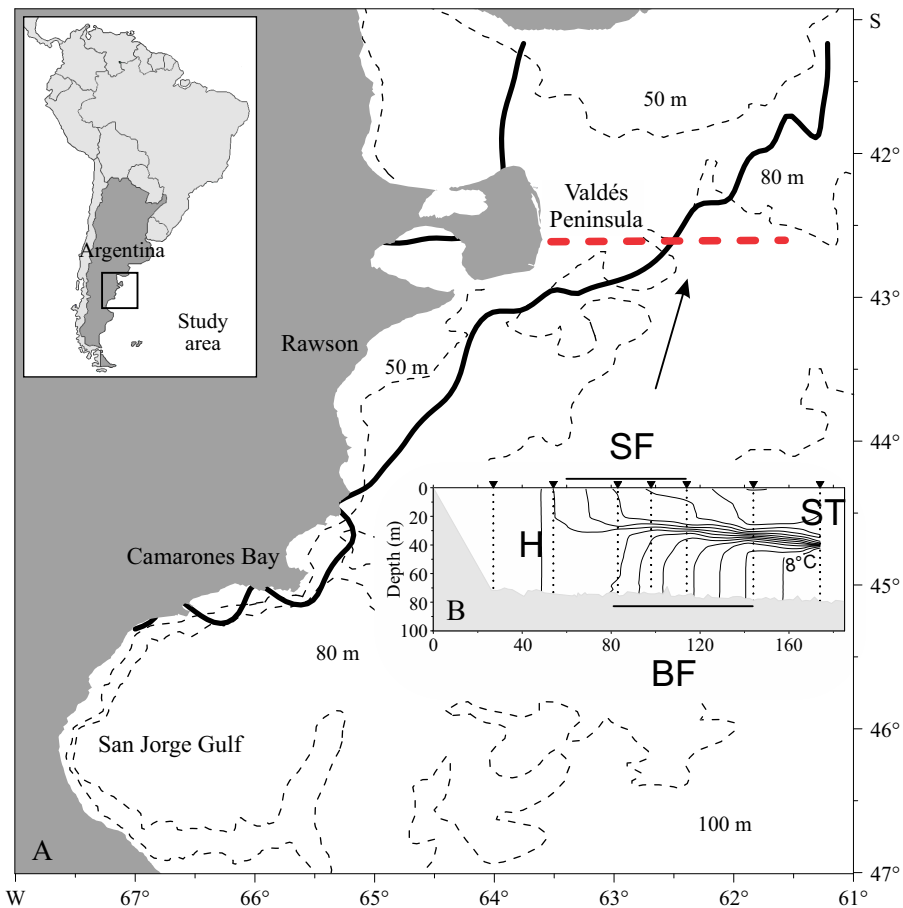 S
Argentina
Study
area
50 m
42°
80 m
Valdés
Peninsula
43°
Rawson
50 m
44°
SF
0
20
40
60
80
100
Depth (m)
H
ST
8°C
B
0
40
80
120
160
BF
Camarones Bay
45°
80 m
46°
San Jorge Gulf
100 m
A
47°
W
67°
66°
65°
64°
63°
62°
61°